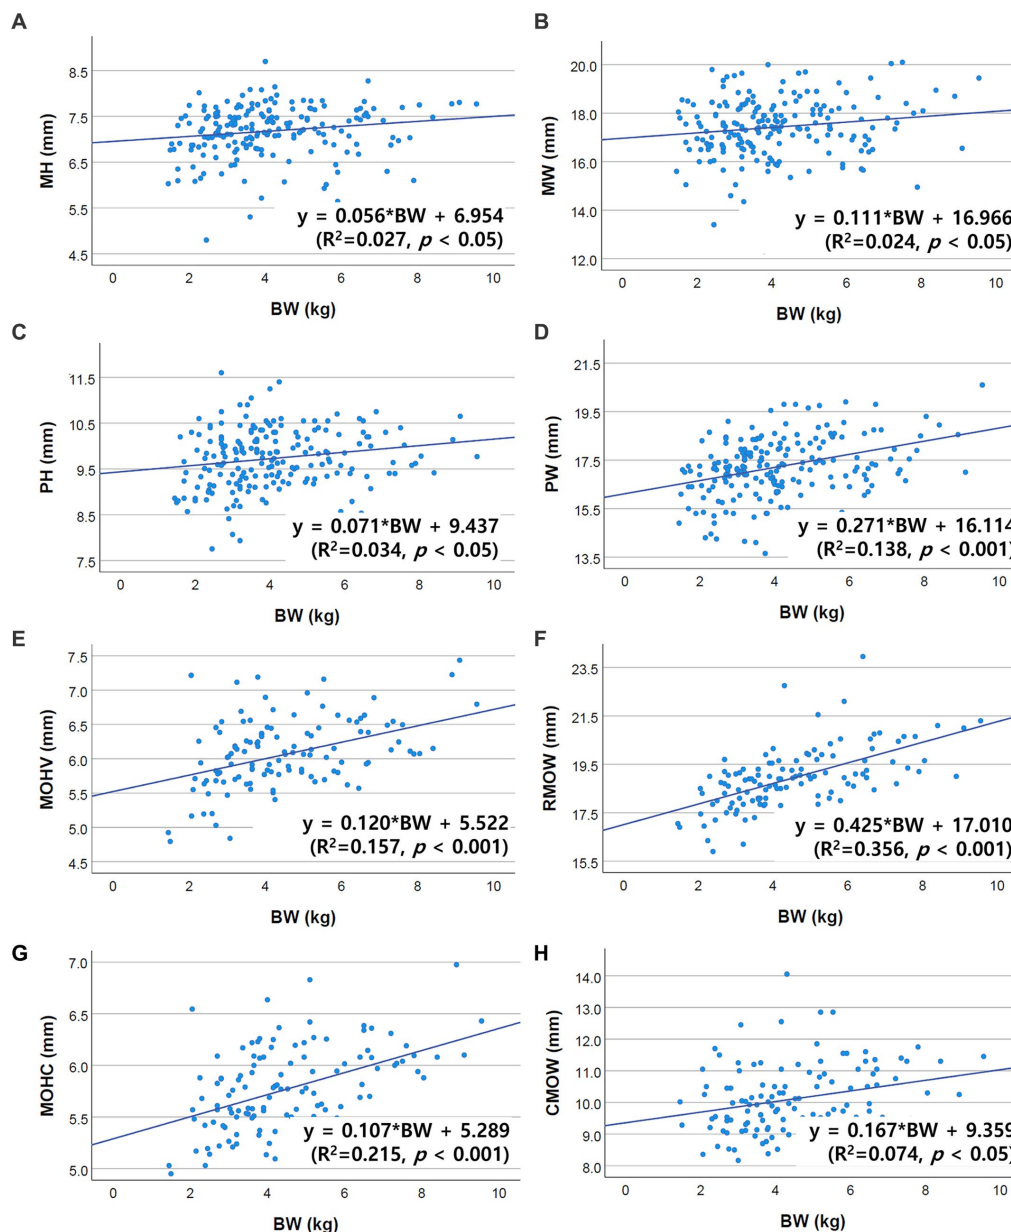 A
MH (mm)
8.5
7.5
6.5
5.5
4.5
y = 0.056*BW + 6.954
(R²=0.027, p < 0.05)
0 2 4 6 8 10
BW (kg)
B
MW (mm)
20.0
18.0
16.0
14.0
12.0
y = 0.111*BW + 16.966
(R²=0.024, p < 0.05)
0 2 4 6 8 10
BW (kg)
C
PH (mm)
11.5
10.5
9.5
8.5
7.5
y = 0.071*BW + 9.437
(R²=0.034, p < 0.05)
0 2 4 6 8 10
BW (kg)
D
PW (mm)
21.5
19.5
17.5
15.5
13.5
y = 0.271*BW + 16.114
(R²=0.138, p < 0.001)
0 2 4 6 8 10
BW (kg)
E
MOHV (mm)
7.5
7.0
6.5
6.0
5.5
5.0
4.5
y = 0.120*BW + 5.522
(R²=0.157, p < 0.001)
0 2 4 6 8 10
BW (kg)
F
RMOW (mm)
23.5
21.5
19.5
17.5
15.5
y = 0.425*BW + 17.010
(R²=0.356, p < 0.001)
0 2 4 6 8 10
BW (kg)
G
MOHC (mm)
7.0
6.5
6.0
5.5
5.0
y = 0.107*BW + 5.289
(R²=0.215, p < 0.001)
0 2 4 6 8 10
BW (kg)
H
CMOW (mm)
14.0
13.0
12.0
11.0
10.0
9.0
8.0
y = 0.167*BW + 9.359
(R²=0.074, p < 0.05)
0 2 4 6 8 10
BW (kg)